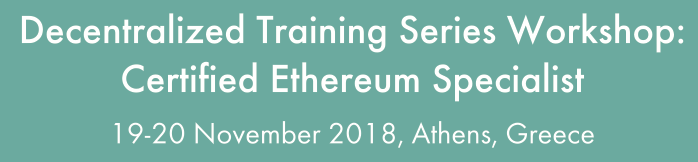 Decentralized Training Series Workshop:
Certified Ethereum Specialist
19-20 November 2018, Athens, Greece